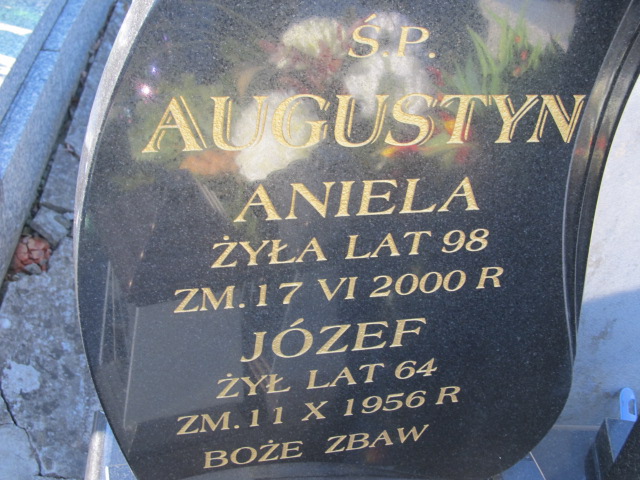 Ś.P.
AUGUSTYN
ANIELA
ŻYŁA LAT 98
ZM. 17 VI 2000 R
JÓZEF
ŻYŁ LAT 64
ZM. 11 X 1956 R
BOŻE ZBAW